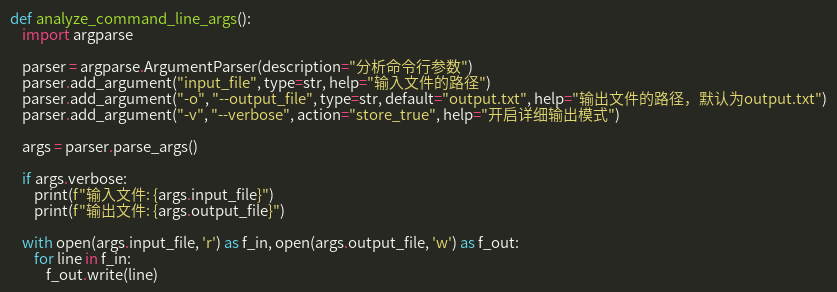 def analyze_command_line_args():
import argparse
parser = argparse.ArgumentParser(description="分析命令行参数")
parser.add_argument("input_file", type=str, help="输入文件的路径")
parser.add_argument("-o", "--output_file", type=str, default="output.txt", help="输出文件的路径，默认为output.txt")
parser.add_argument("-v", "--verbose", action="store_true", help="开启详细输出模式")
args = parser.parse_args()
if args.verbose:
print(f"输入文件: {args.input_file}")
print(f"输出文件: {args.output_file}")
with open(args.input_file, 'r') as f_in, open(args.output_file, 'w') as f_out:
for line in f_in:
f_out.write(line)